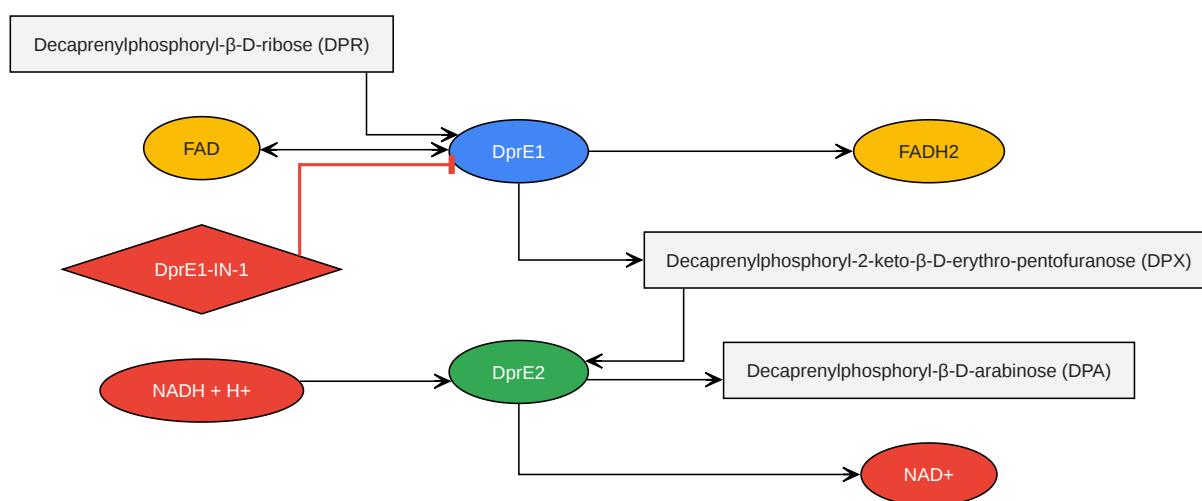 Decaprenylphosphoryl-β-D-ribose (DPR)
FAD
DprE1
FADH2
DprE1-IN-1
Decaprenylphosphoryl-2-keto-β-D-erythro-pentofuranose (DPX)
NADH + H+
DprE2
Decaprenylphosphoryl-β-D-arabinose (DPA)
NAD+